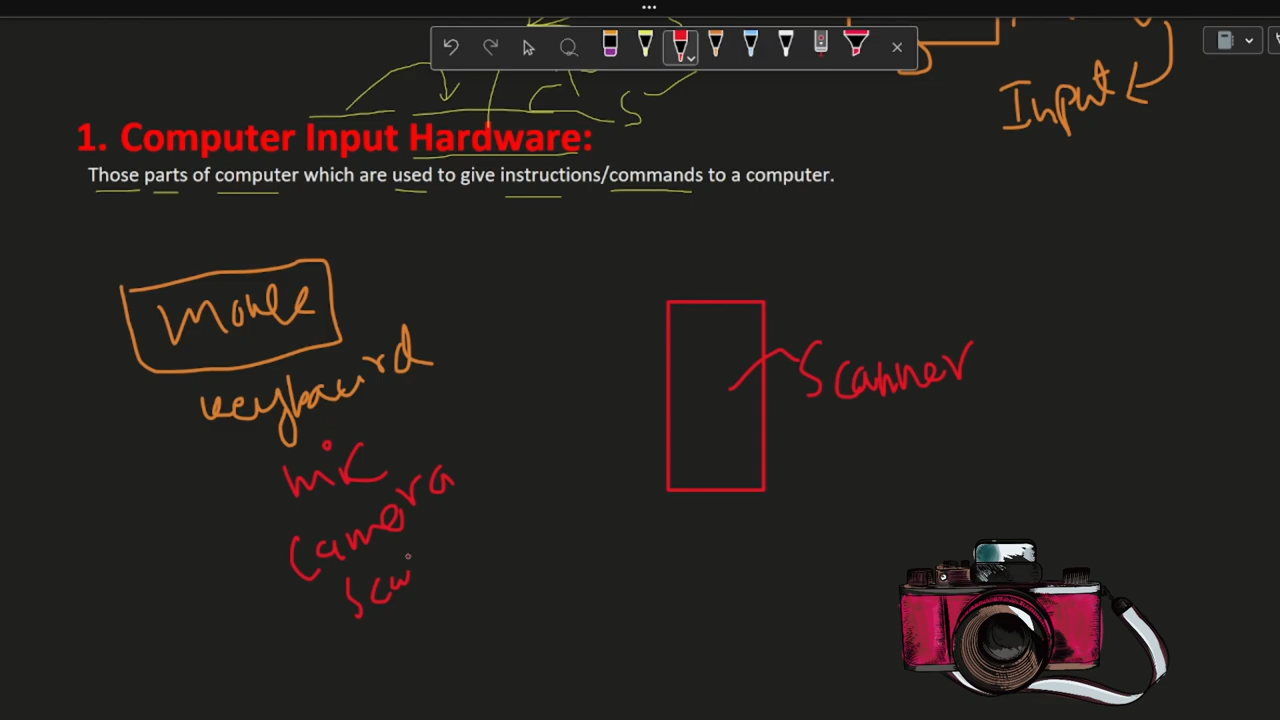 Input
1. Computer Input Hardware:
Those parts of computer which are used to give instructions/commands to a computer.
mouse
keyboard
Scanner
mic
camera